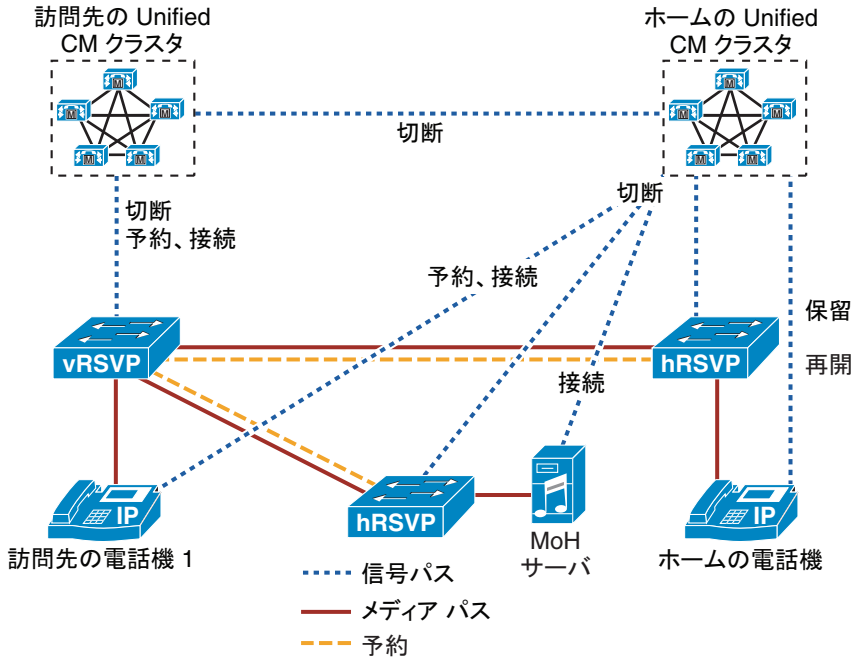 訪問先の Unified
CM クラスタ
ホームの Unified
CM クラスタ
M
M
M
M
M
M
M
M
M
M
切断
切断
予約、接続
切断
予約、接続
保留
再開
接続
vRSVP
hRSVP
IP
訪問先の電話機 1
hRSVP
MoH
サーバ
IP
ホームの電話機
信号パス
メディア パス
予約